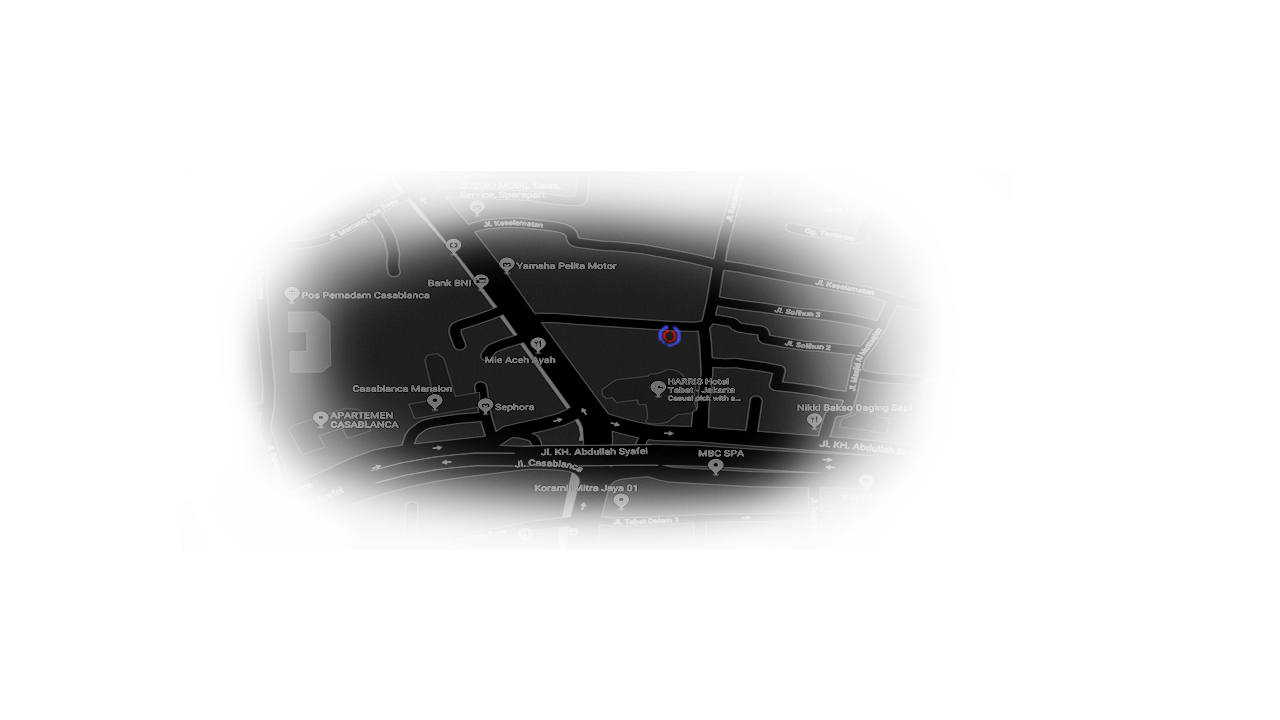 Service, Sparepart
Jl. Keselamatan
Yamaha Pelita Motor
Bank BNI
Pos Pemadam Casablanca
Jl. Keselamatan
Jl. Solihun 3
Jl. Solihun 2
Mie Aceh Ayah
Casablanca Mansion
HARRIS Hotel
Tebet - Jakarta
Casual pick with a...
Sephora
APARTEMEN
CASABLANCA
Nikki Bakso Daging Sapi
Jl. KH. Abdullah Syafei
Jl. KH. Abdullah
MBC SPA
Jl. Casablanca
Koramil Mitra Jaya 01
Jl. Tebet Dalam 1